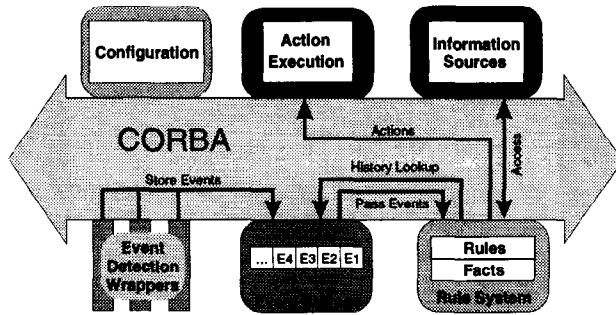 Configuration
Action
Execution
Information
Sources
CORBA
Actions
Access
History Lookup
Store Events
Pass Events
Event
Detection
Wrappers
... E4 E3 E2 E1
Rules
Facts
Rule System